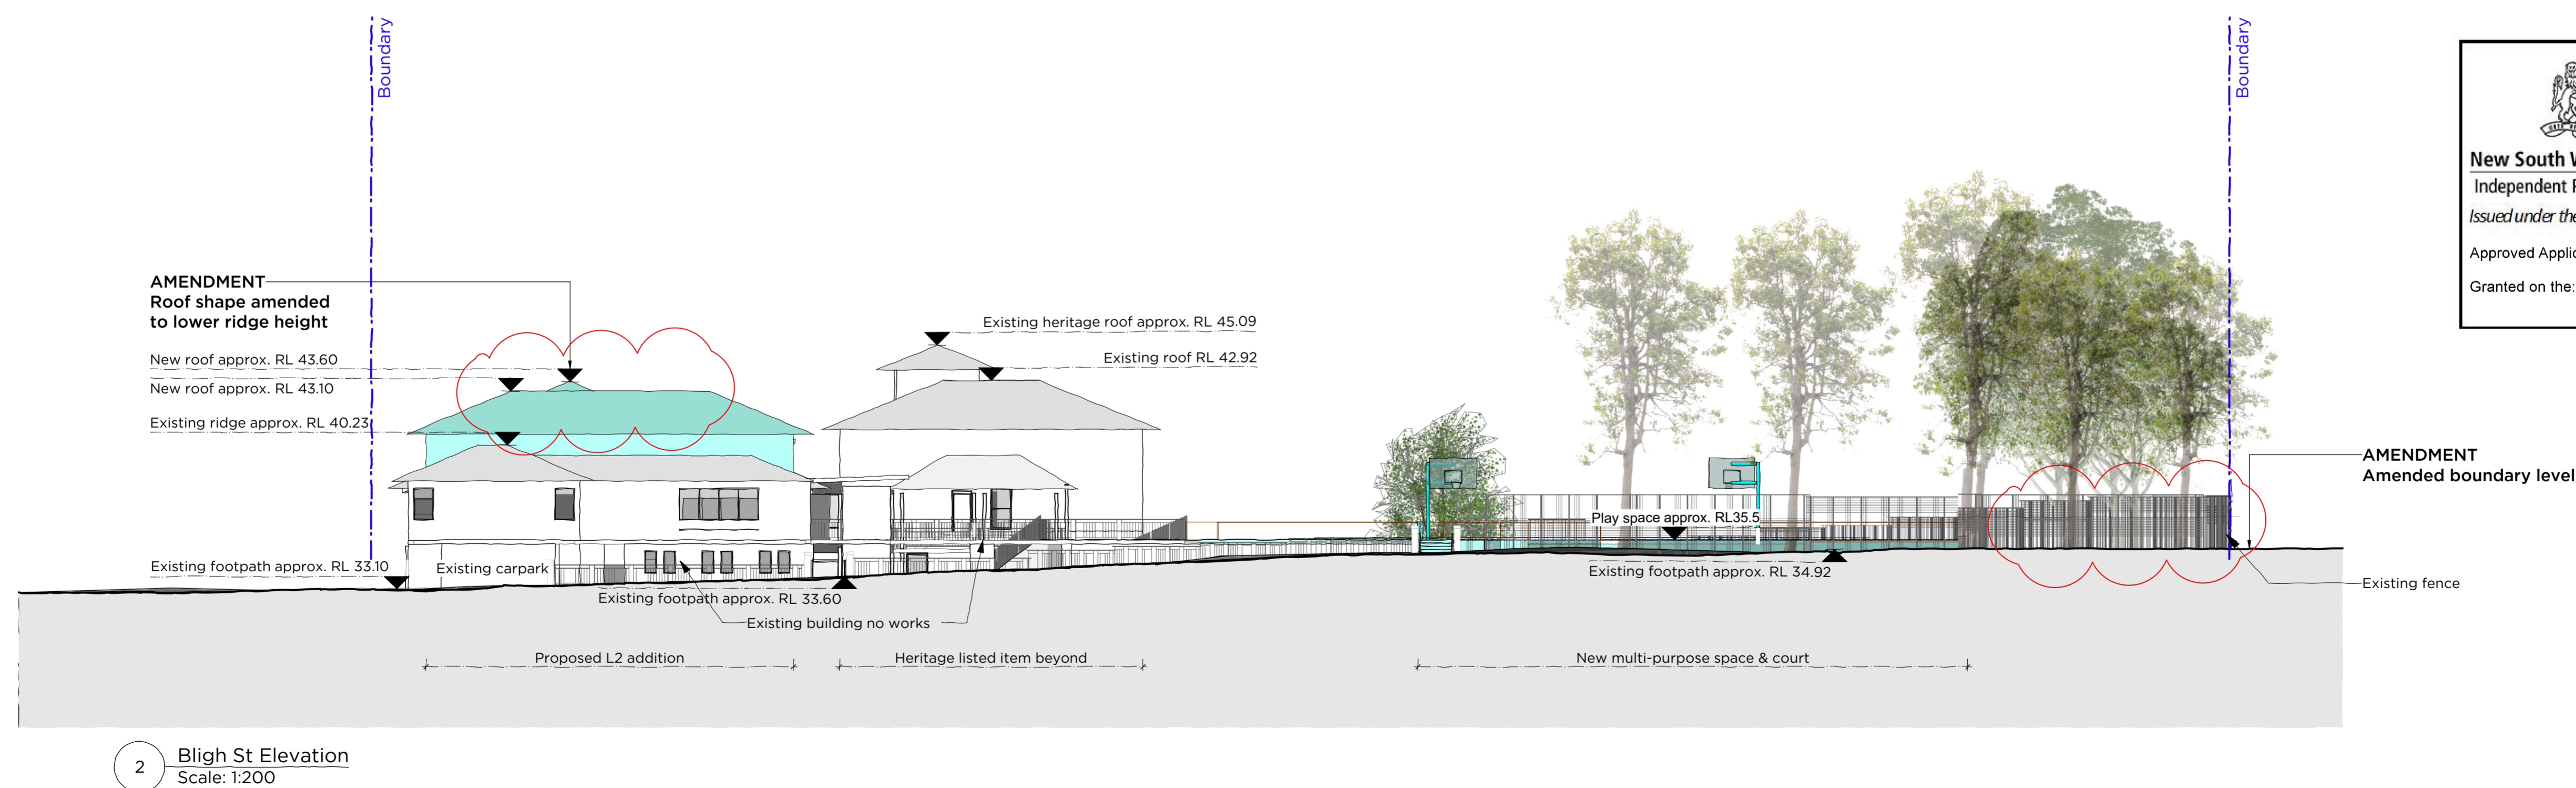 Boundary
Boundary
New South
Independent
Issued under the
Approved
Granted on the:
AMENDMENT
Roof shape amended
to lower ridge height
New roof approx. RL 43.60
New roof approx. RL 43.10
Existing ridge approx. RL 40.23
Existing heritage roof approx. RL 45.09
Existing roof RL 42.92
AMENDMENT
Amended boundary level
Play space approx. RL35.5
Existing footpath approx. RL 33.10
Existing carpark
Existing footpath approx. RL 33.60
Existing footpath approx. RL 34.92
Existing fence
Existing building no works
Proposed L2 addition
Heritage listed item beyond
New multi-purpose space & court
2
Bligh St Elevation
Scale: 1:200